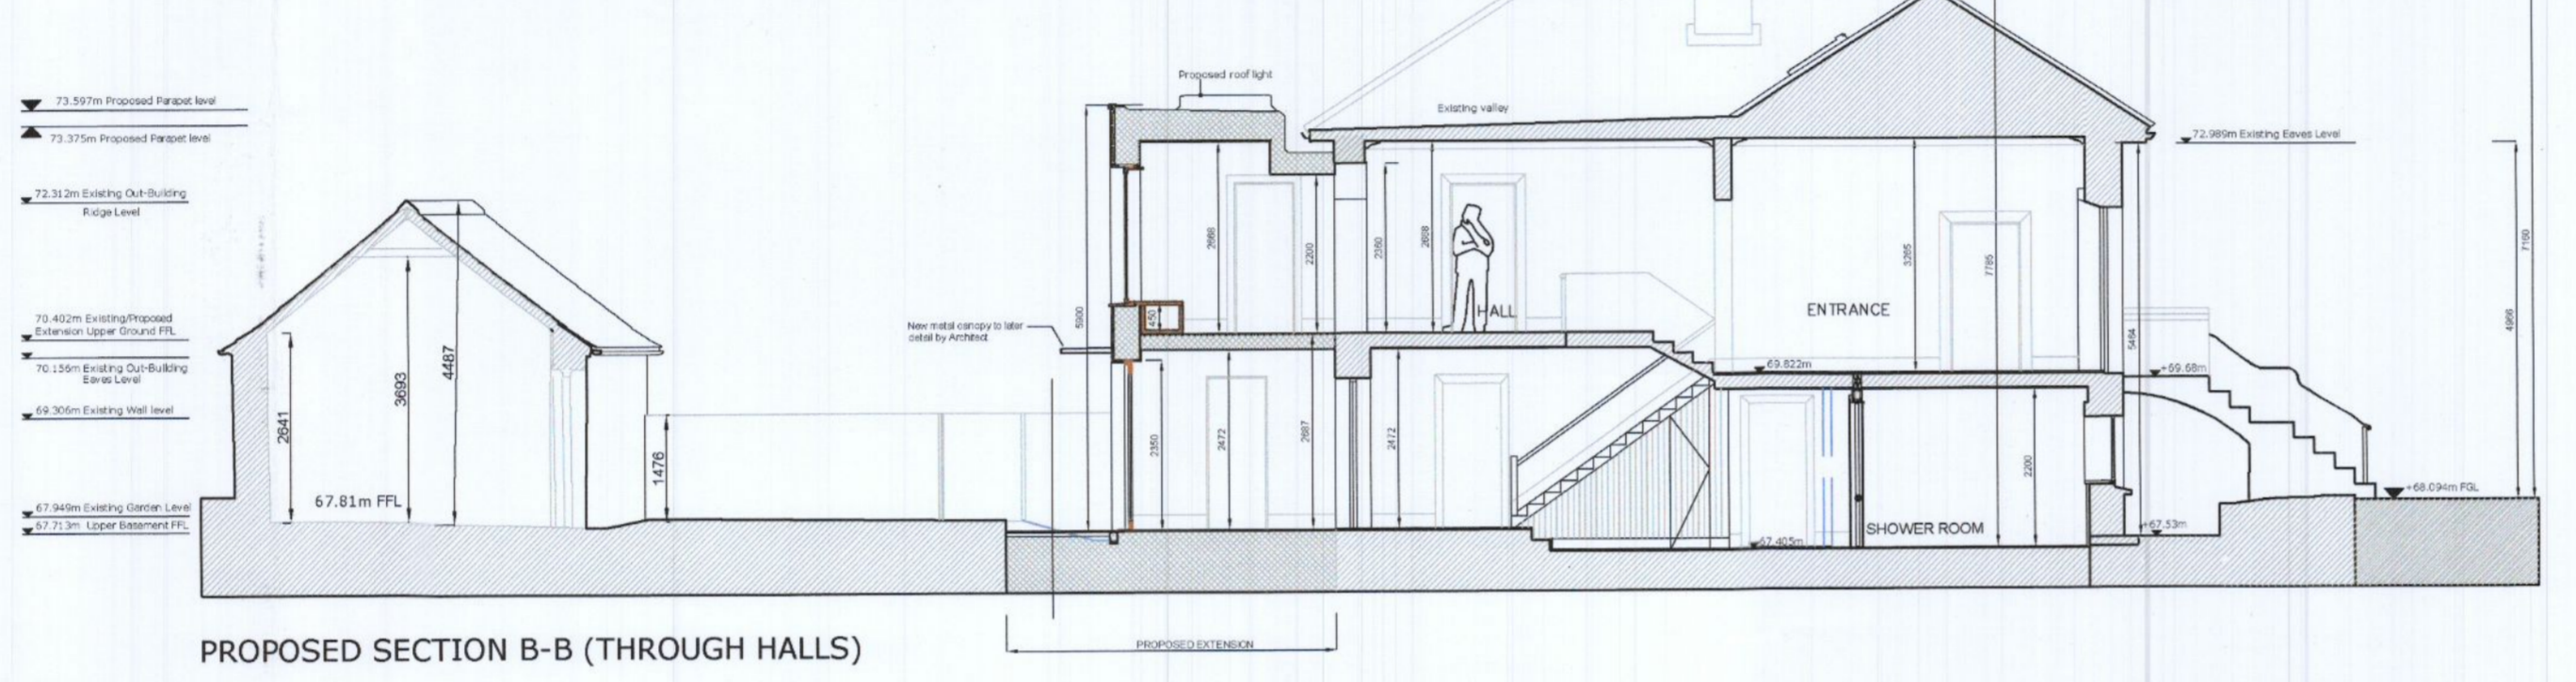 Proposed roof light
73.597m Proposed Parapet level
73.375m Proposed Parapet level
Existing valley
72.989m Existing Eaves Level
72.312m Existing Out-Building
Ridge Level
70.402m Existing/Proposed
Extension Upper Ground FFL
70.156m Existing Out-Building
Eaves Level
69.306m Existing Wall level
67.949m Existing Garden Level
67.713m Upper Basement FFL
2641
3693
4487
67.81m FFL
1476
New metal canopy to later
detail by Architect
5900
450
2668
2200
2360
2668
HALL
ENTRANCE
3265
7785
5484
4966
7160
69.822m
+69.68m
2350
2472
2687
2472
2200
SHOWER ROOM
67.405m
+67.53m
+68.094m FGL
PROPOSED EXTENSION
PROPOSED SECTION B-B (THROUGH HALLS)